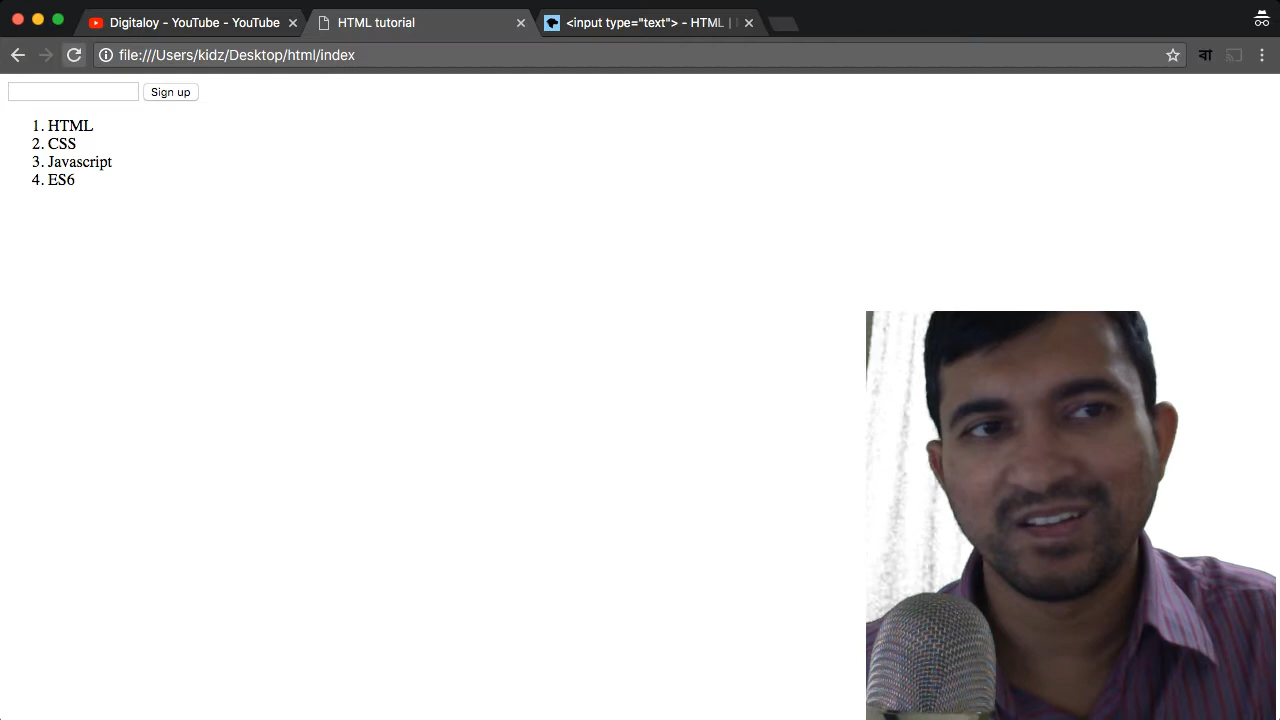 Digitaloy - YouTube - YouTube
HTML tutorial
<input type="text"> - HTML |
file:///Users/kidz/Desktop/html/index
বা
Sign up
1. HTML
2. CSS
3. Javascript
4. ES6